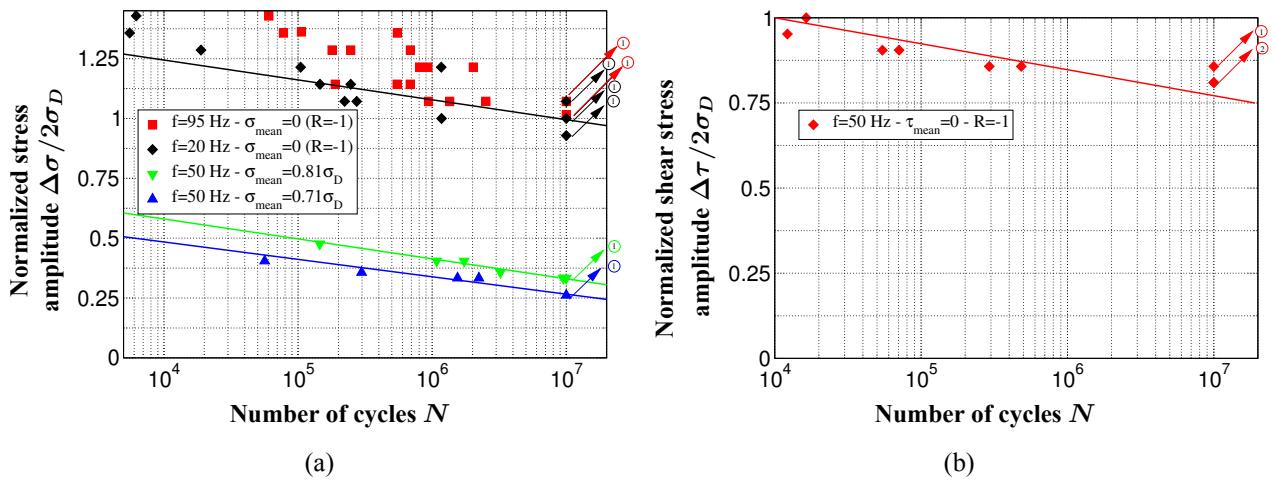 Normalized stress
amplitude Δσ/2σ_D
1.25
1
0.75
0.5
0.25
0
f=95 Hz - σ_mean=0 (R=-1)
f=20 Hz - σ_mean=0 (R=-1)
f=50 Hz - σ_mean=0.81σ_D
f=50 Hz - σ_mean=0.71σ_D
1
1
1
1
1
1
1
10^4
10^5
10^6
10^7
Number of cycles N
(a)
Normalized shear stress
amplitude Δτ/2σ_D
1
0.75
0.5
0.25
0
f=50 Hz - τ_mean=0 - R=-1
1
2
10^4
10^5
10^6
10^7
Number of cycles N
(b)